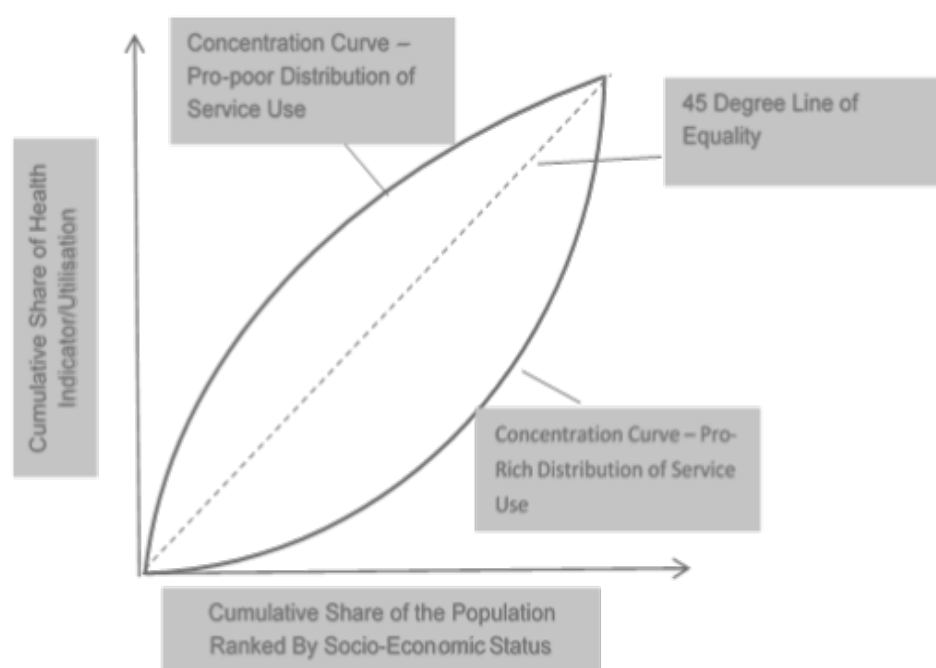 Concentration Curve –
Pro-poor Distribution of
Service Use
45 Degree Line of
Equality
Cumulative Share of Health
Indicator/Utilisation
Concentration Curve – Pro-
Rich Distribution of Service
Use
Cumulative Share of the Population
Ranked By Socio-Economic Status